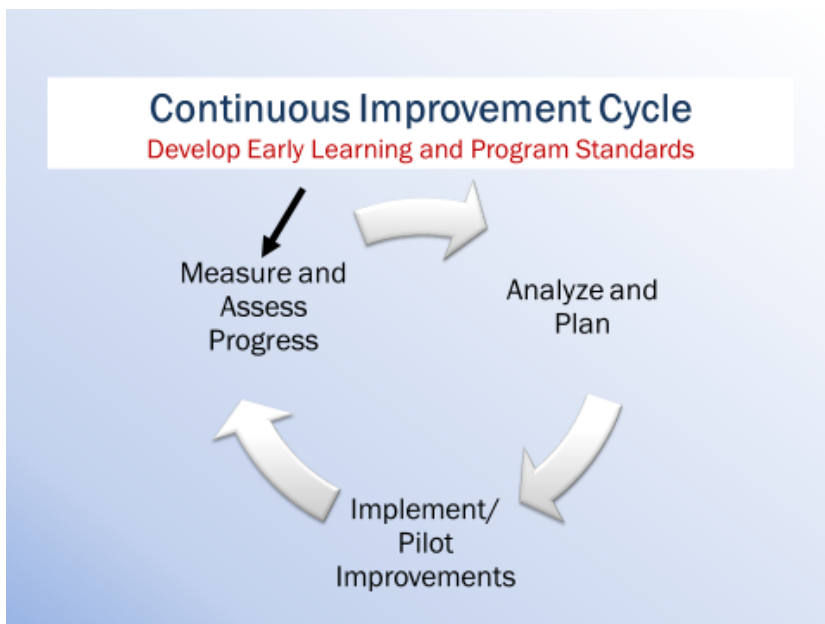 Continuous Improvement Cycle
Develop Early Learning and Program Standards
Measure and
Assess
Progress
Analyze and
Plan
Implement/
Pilot
Improvements